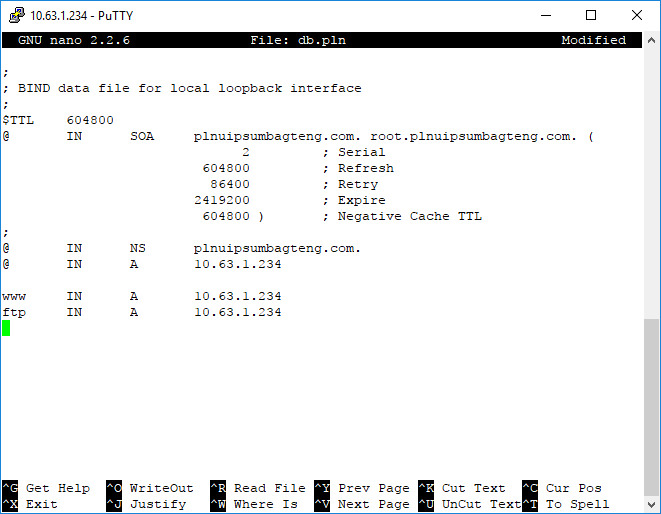 10.63.1.234 - PuTTY
GNU nano 2.2.6 File: db.pln Modified
;
; BIND data file for local loopback interface
;
$TTL 604800
@ IN SOA plnuipsumbagteng.com. root.plnuipsumbagteng.com. (
2 ; Serial
604800 ; Refresh
86400 ; Retry
2419200 ; Expire
604800 ) ; Negative Cache TTL
;
@ IN NS plnuipsumbagteng.com.
@ IN A 10.63.1.234
www IN A 10.63.1.234
ftp IN A 10.63.1.234
^G Get Help ^O WriteOut ^R Read File ^Y Prev Page ^K Cut Text ^C Cur Pos
^X Exit ^J Justify ^W Where Is ^V Next Page ^U UnCut Text ^T To Spell